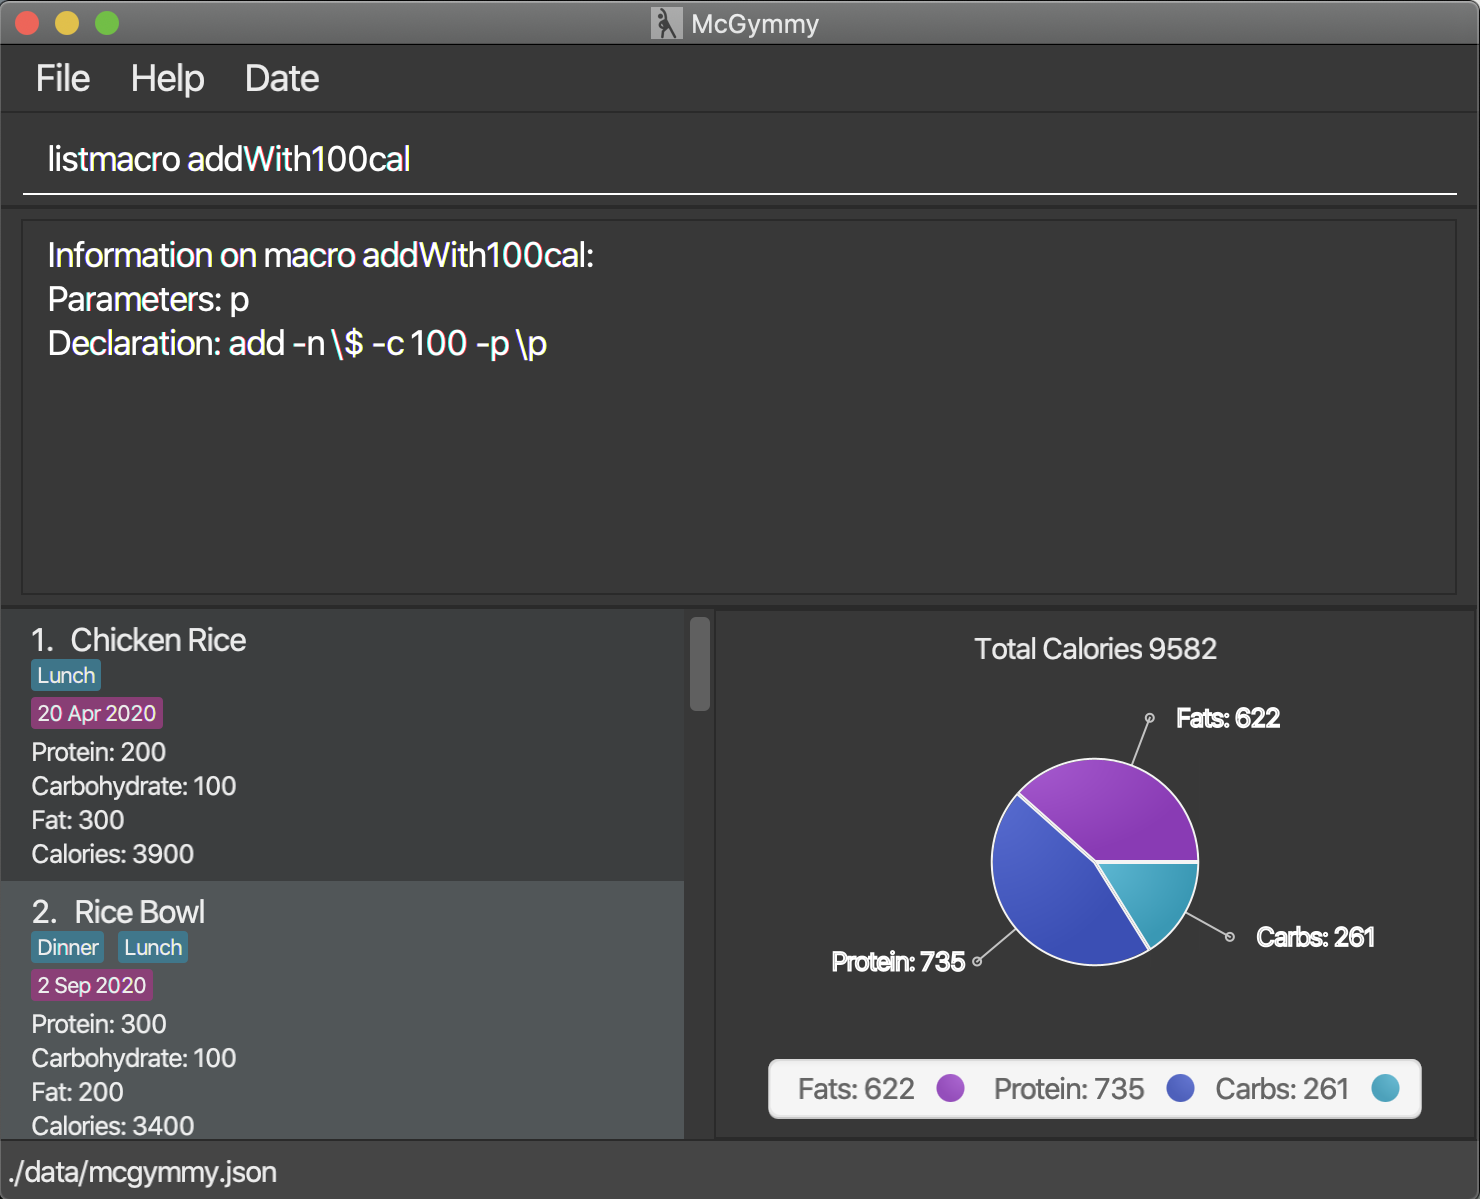 McGymmy
File Help Date
listmacro addWith100cal
Information on macro addWith100cal:
Parameters: p
Declaration: add -n \$ -c 100 -p \p
1. Chicken Rice
Lunch
20 Apr 2020
Protein: 200
Carbohydrate: 100
Fat: 300
Calories: 3900
2. Rice Bowl
Dinner Lunch
2 Sep 2020
Protein: 300
Carbohydrate: 100
Fat: 200
Calories: 3400
Total Calories 9582
Fats: 622
Carbs: 261
Protein: 735
Fats: 622 Protein: 735 Carbs: 261
./data/mcgymmy.json